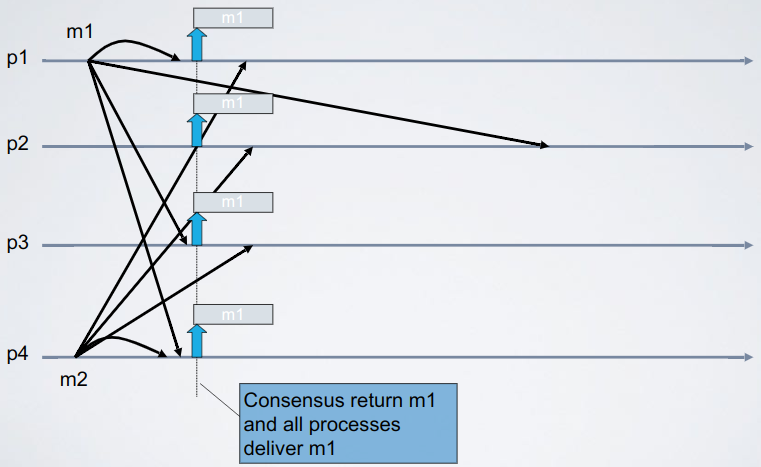 m1
m1
p1
m1
p2
m1
p3
m1
p4
m2
Consensus return m1
and all processes
deliver m1